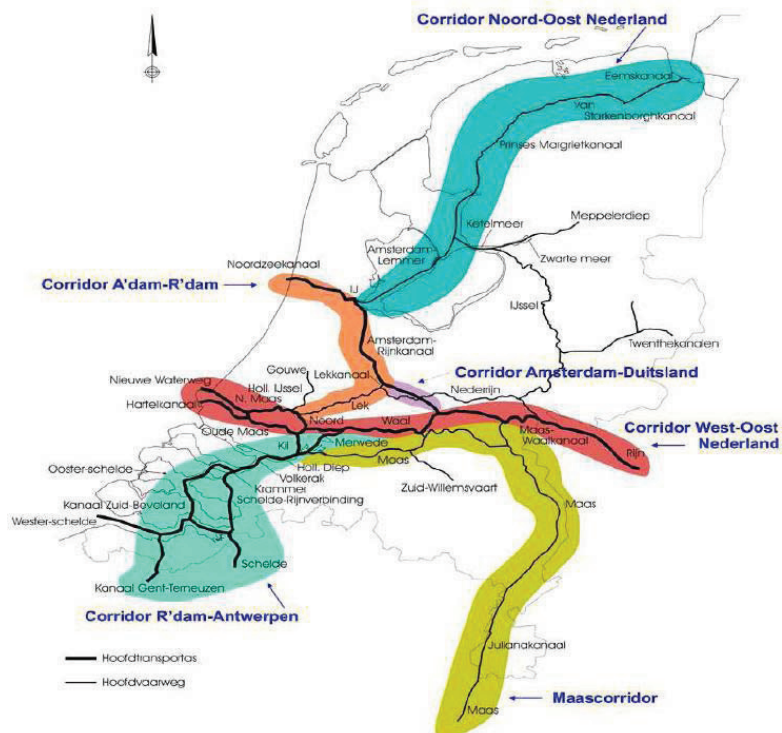 Corridor Noord-Oost Nederland
Eemskanaal
Van
Starkenborghkanaal
Prinses Margrietkanaal
Ketelmeer
Meppelerdiep
Zwarte meer
Amsterdam-
Lemmer
Noordzeekanaal
IJ
Corridor A'dam-R'dam
IJssel
Amsterdam-
Rijnkanaal
Twenthekanalen
Gouwe
Lekkanaal
Corridor Amsterdam-Duitsland
Nieuwe Waterweg
Holl. IJssel
Nederrijn
N. Maas
Hartelkanaal
Lek
Noord
Waal
Corridor West-Oost
Nederland
Oude Maas
Maas-
Waalkanaal
Kil
Merwede
Rijn
Maas
Holl. Diep
Ooster-schelde
Volkerak
Krammer
Zuid-Willemsvaart
Kanaal Zuid-Beveland
Schelde-Rijnverbinding
Maas
Wester-schelde
Schelde
Kanaal Gent-Terneuzen
Corridor R'dam-Antwerpen
Julianakanaal
Hoofdtransportas
Hoofdvaarweg
Maascorridor
Maas